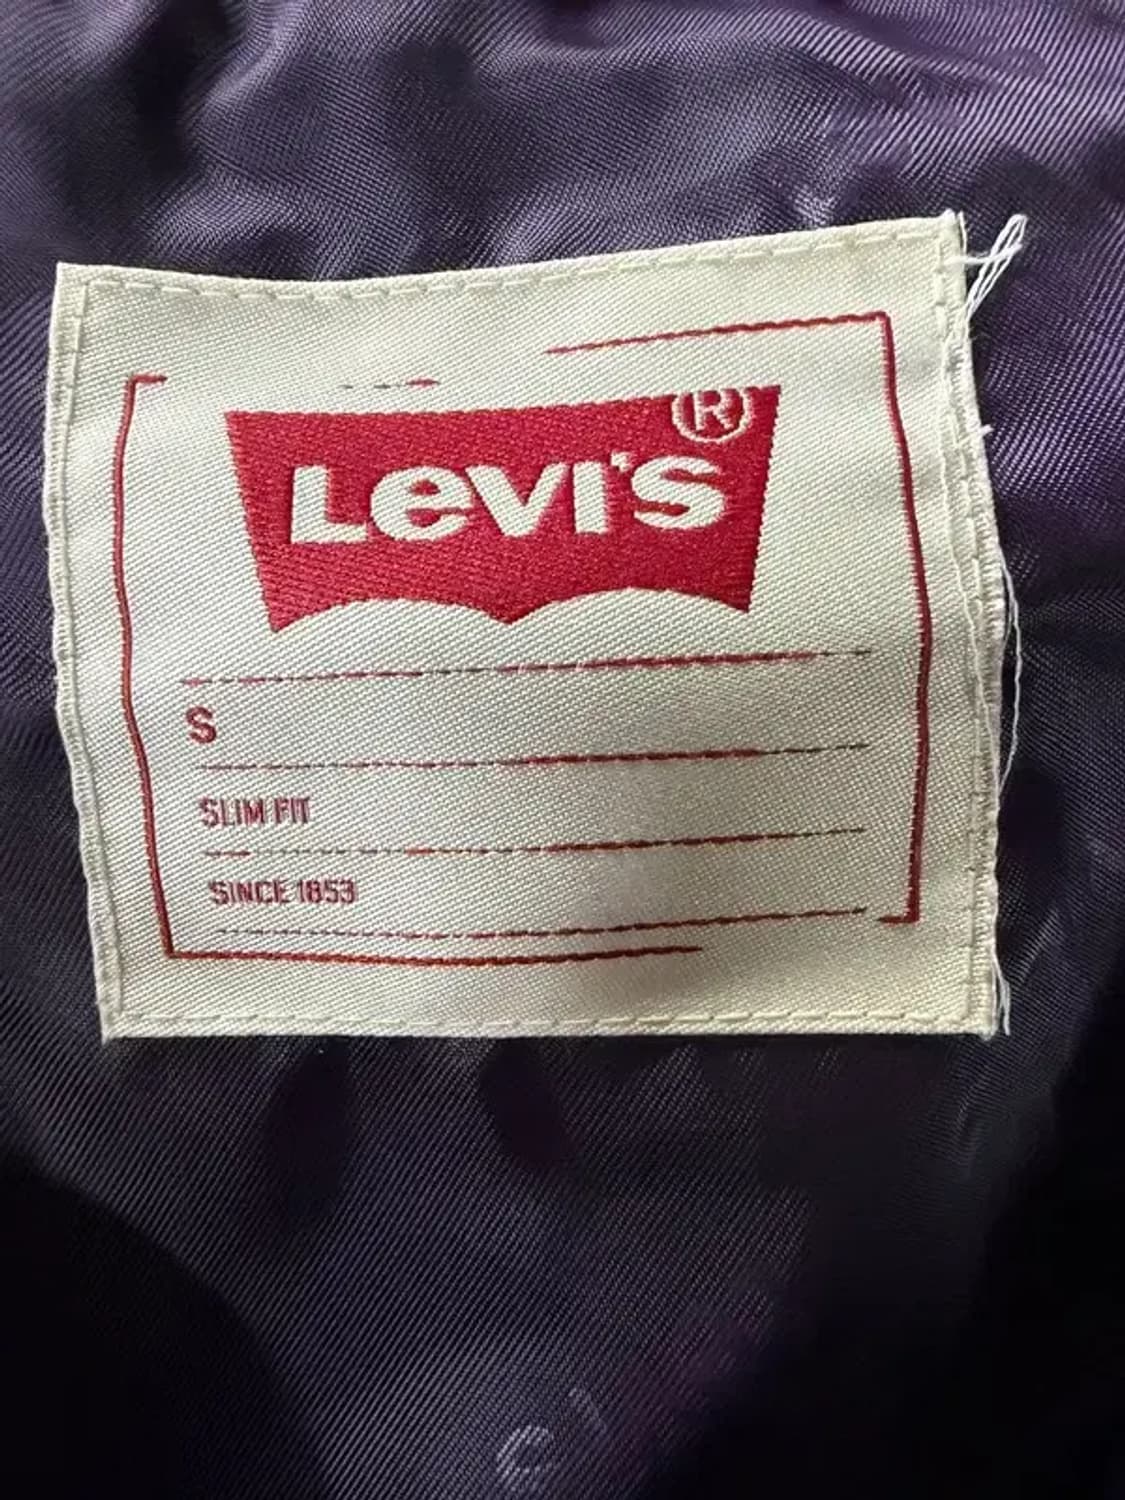 LEVI'S®
S
SLIM FIT
SINCE 1853